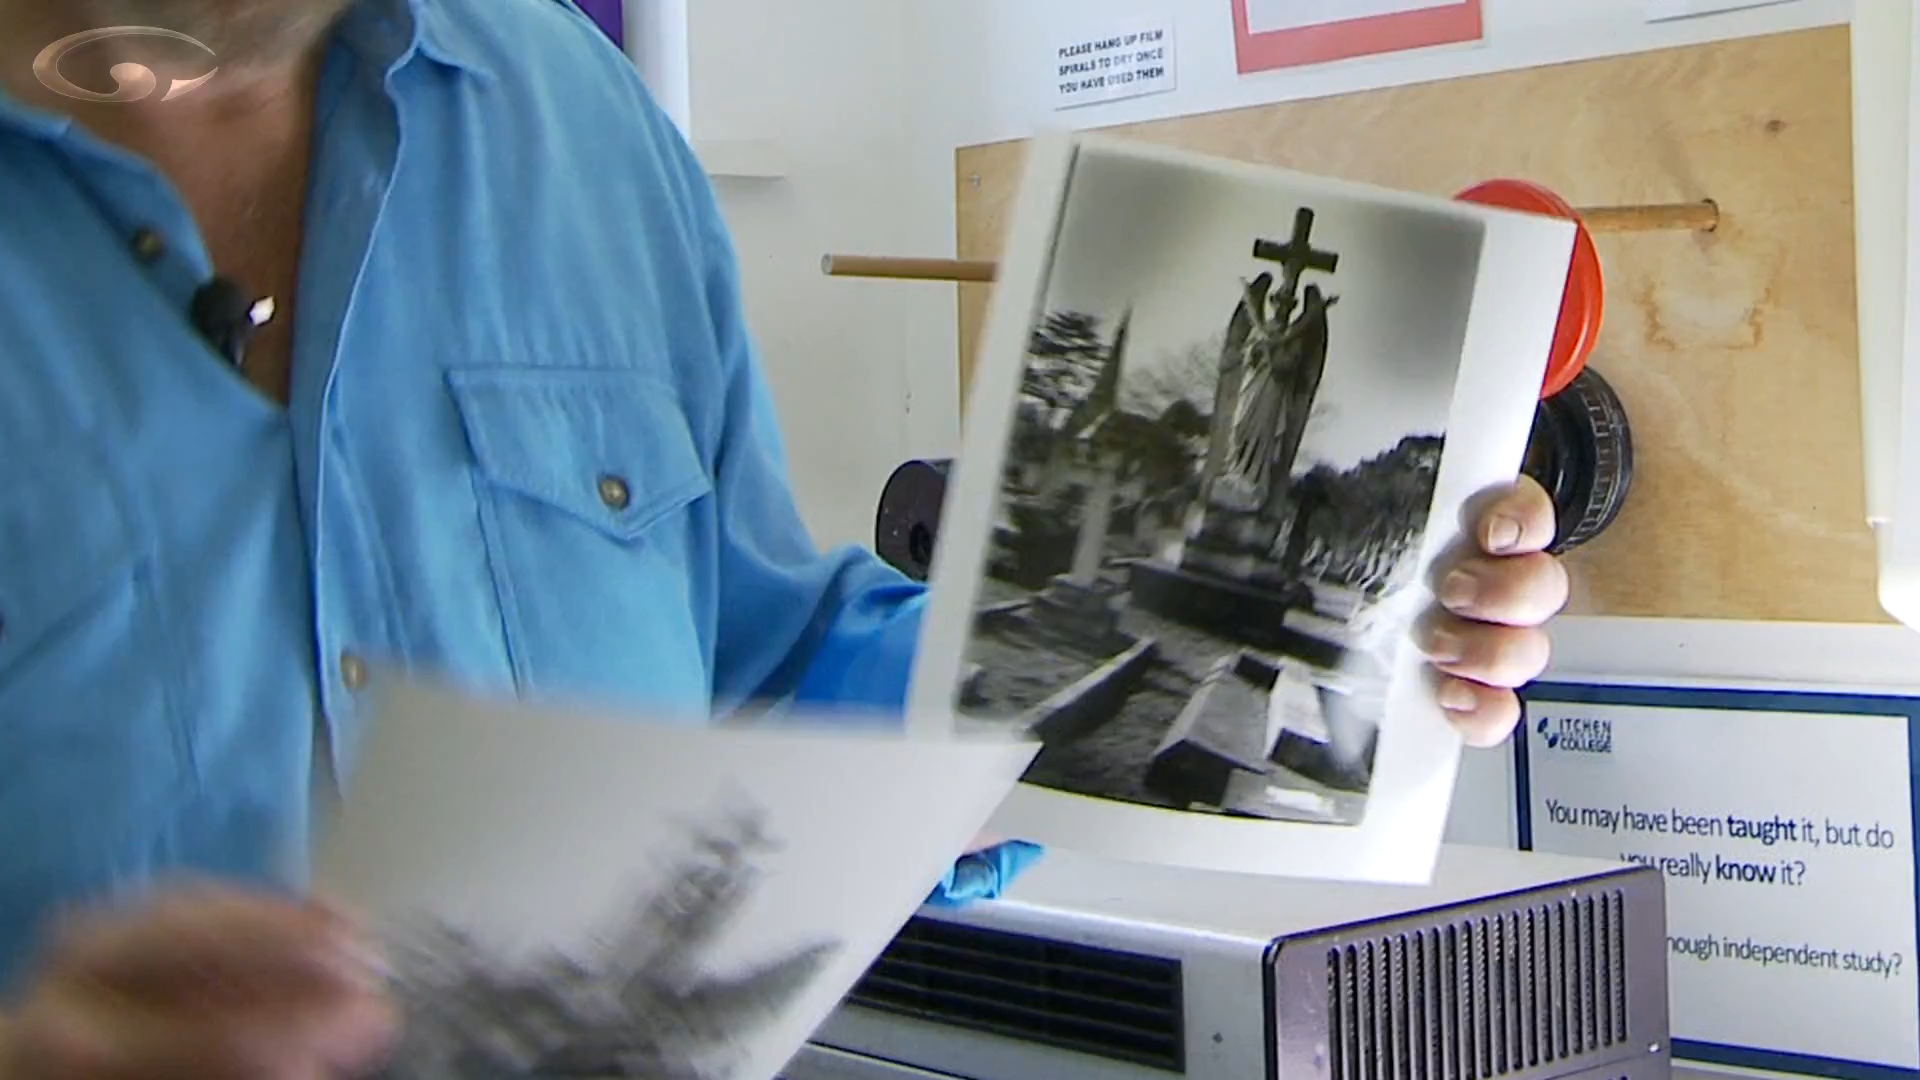 PLEASE HANG UP FILM
SPIRALS TO DRY ONCE
YOU HAVE USED THEM
ITCHEN
COLLEGE
You may have been taught it, but do
you really know it?
nough independent study?